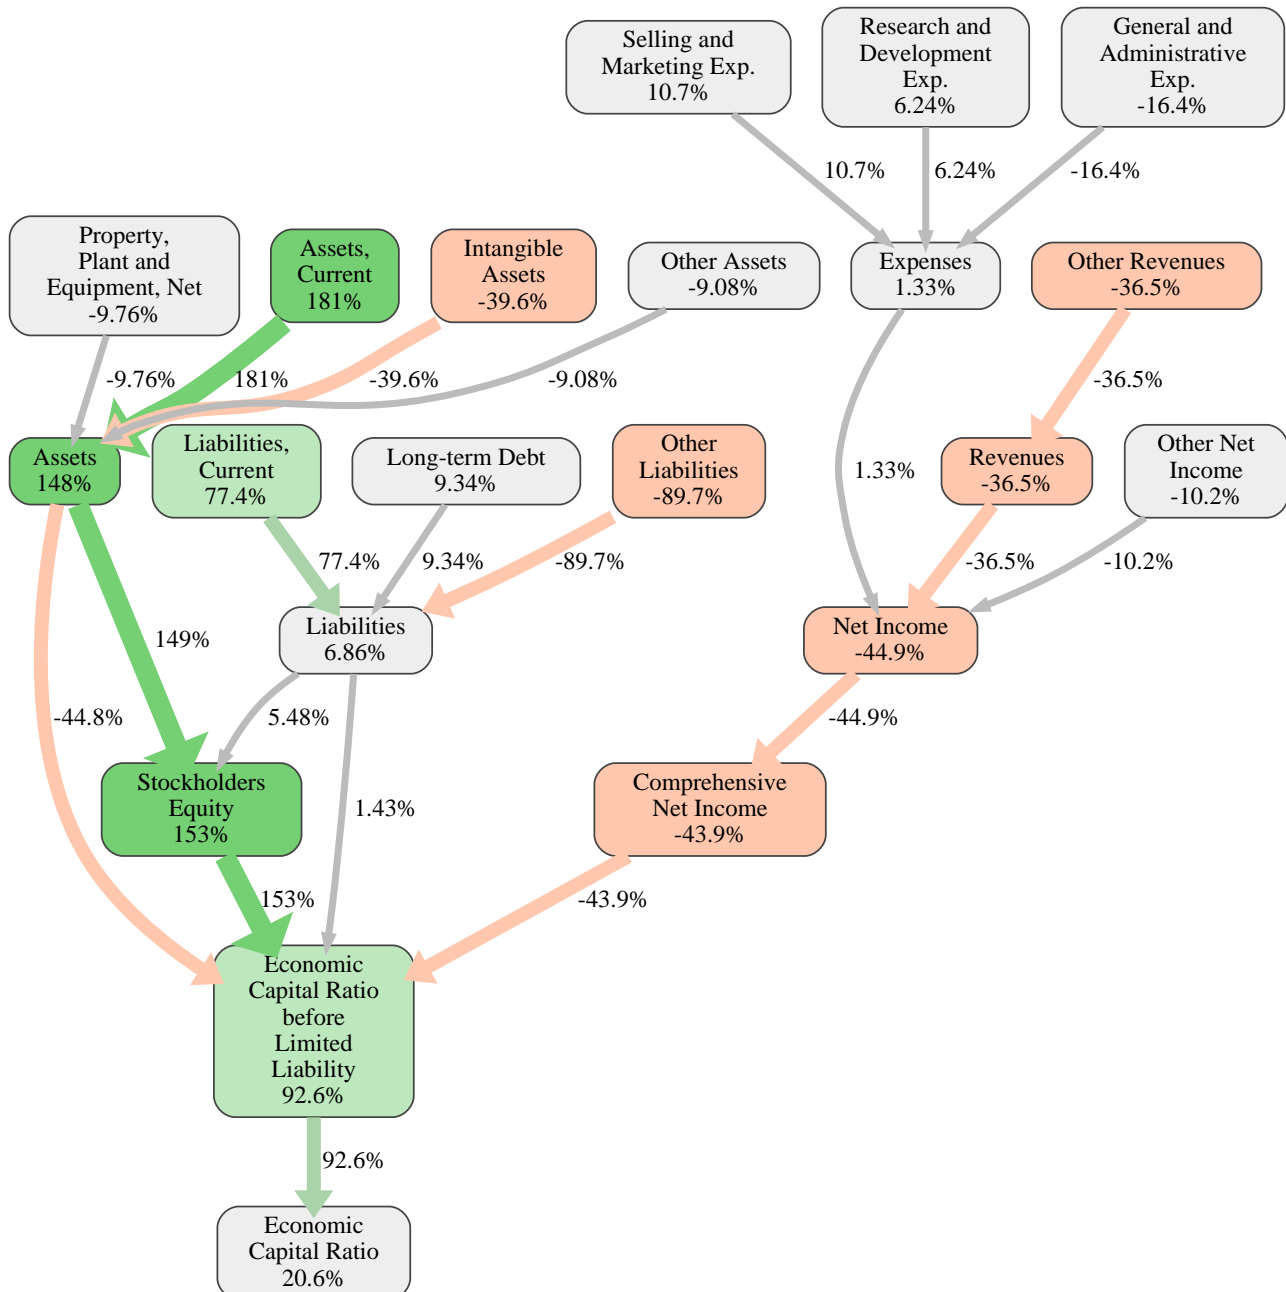 Selling and
Marketing Exp.
10.7%
Research and
Development
Exp.
6.24%
General and
Administrative
Exp.
-16.4%
10.7%
6.24%
-16.4%
Property,
Plant and
Equipment, Net
-9.76%
Assets,
Current
181%
Intangible
Assets
-39.6%
Other Assets
-9.08%
Expenses
1.33%
Other Revenues
-36.5%
-9.76%
181%
-39.6%
-9.08%
-36.5%
Assets
148%
Liabilities,
Current
77.4%
Long-term Debt
9.34%
Other
Liabilities
-89.7%
1.33%
Revenues
-36.5%
Other Net
Income
-10.2%
77.4%
9.34%
-89.7%
-36.5%
-10.2%
149%
Liabilities
6.86%
Net Income
-44.9%
-44.8%
5.48%
-44.9%
Stockholders
Equity
153%
1.43%
Comprehensive
Net Income
-43.9%
153%
-43.9%
Economic
Capital Ratio
before
Limited
Liability
92.6%
92.6%
Economic
Capital Ratio
20.6%